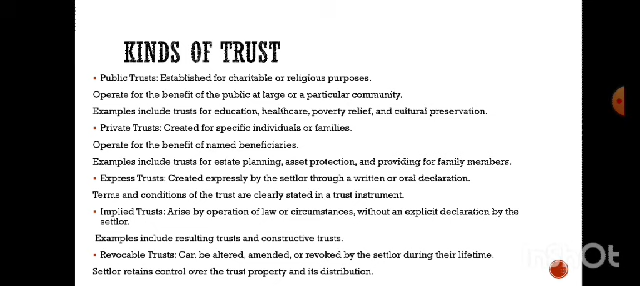 KINDS OF TRUST
• Public Trusts: Established for charitable or religious purposes.
Operate for the benefit of the public at large or a particular community.
Examples include trusts for education, healthcare, poverty relief, and cultural preservation.
• Private Trusts: Created for specific individuals or families.
Operate for the benefit of named beneficiaries.
Examples include trusts for estate planning, asset protection, and providing for family members.
• Express Trusts: Created expressly by the settlor through a written or oral declaration.
Terms and conditions of the trust are clearly stated in a trust instrument.
• Implied Trusts: Arise by operation of law or circumstances, without an explicit declaration by the
settlor.
Examples include resulting trusts and constructive trusts.
• Revocable Trusts: Can be altered, amended, or revoked by the settlor during their lifetime.
Settlor retains control over the trust property and its distribution.